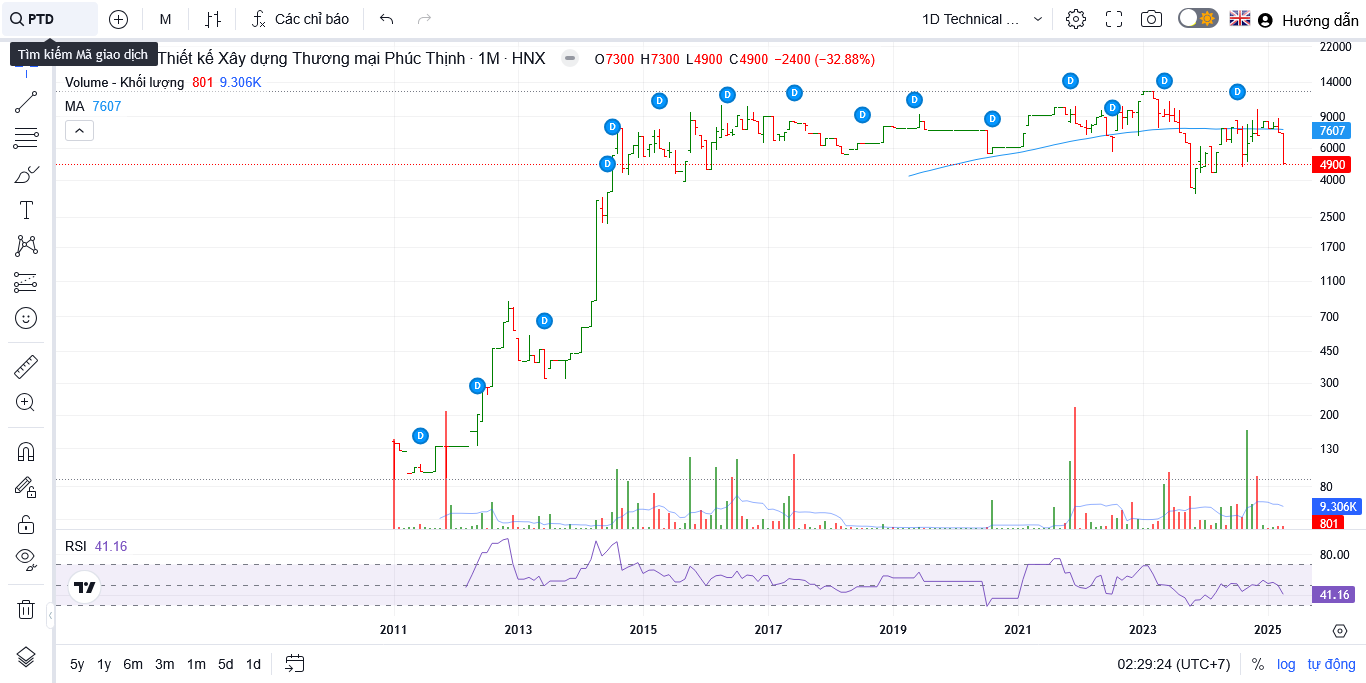 PTD
M
Các chỉ báo
1D Technical ...
Hướng dẫn
Tìm kiếm Mã giao dịch
Thiết kế Xây dựng Thương mại Phúc Thịnh · 1M · HNX
O7300 H7300 L4900 C4900 −2400 (−32.88%)
Volume - Khối lượng 801 9.306K
MA 7607
22000
14000
9000
7607
6000
4900
4000
2500
1700
1100
700
450
300
200
130
80
9.306K
801
D D D D D D D D D D D D D D D D
RSI 41.16
80.00
41.16
2011 2013 2015 2017 2019 2021 2023 2025
5y 1y 6m 3m 1m 5d 1d
02:29:24 (UTC+7) % log tự động